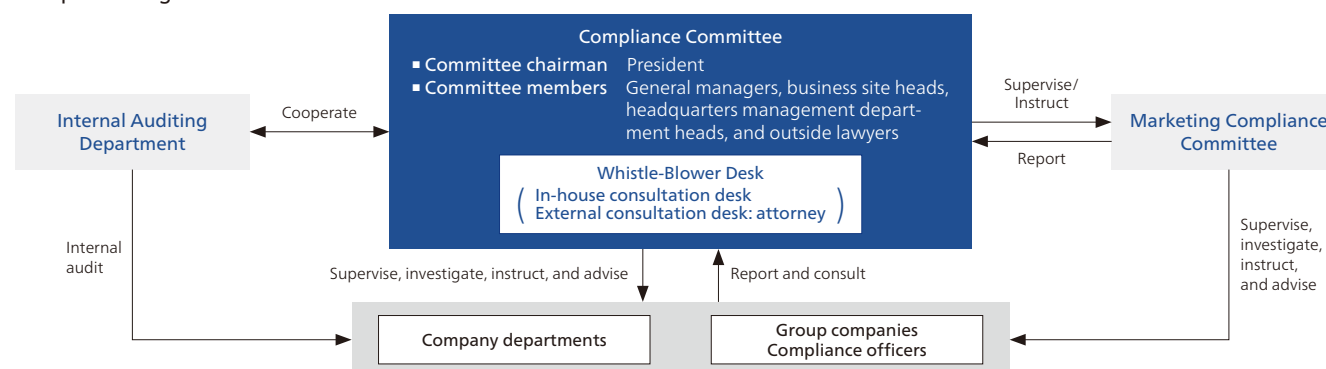 Compliance Committee
■ Committee chairman President
■ Committee members General managers, business site heads,
headquarters management depart-
ment heads, and outside lawyers
Whistle-Blower Desk
( In-house consultation desk
External consultation desk: attorney )
Internal Auditing
Department
Cooperate
Supervise/
Instruct
Report
Marketing Compliance
Committee
Internal
audit
Supervise, investigate, instruct, and advise
Report and consult
Supervise,
investigate,
instruct,
and advise
Company departments
Group companies
Compliance officers